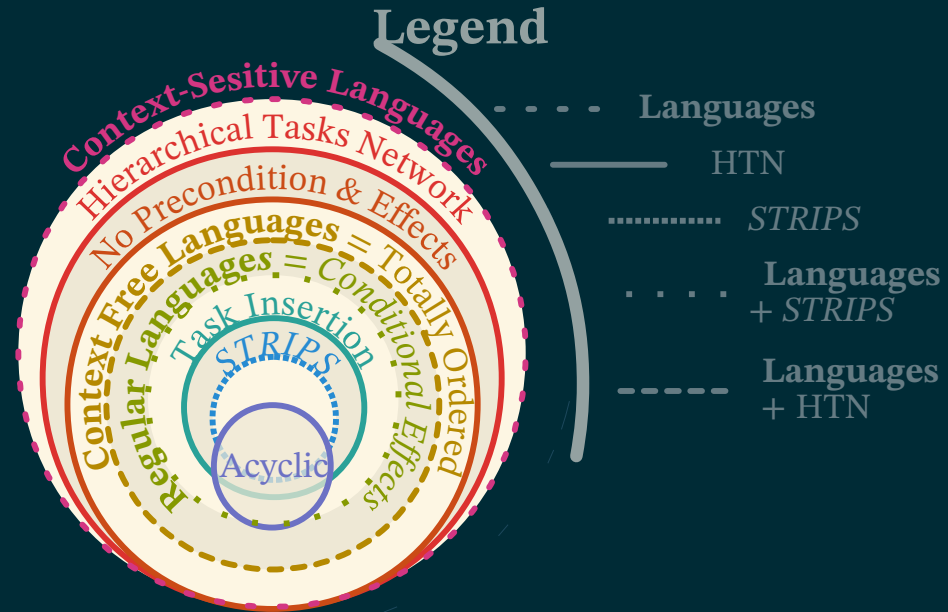 Legend
Context-Sesitive Languages
Hierarchical Tasks Network
No Precondition & Effects
Context Free Languages = Totally Ordered
Regular Languages = Conditional Effects
Task Insertion
STRIPS
Acyclic
Languages
HTN
STRIPS
Languages
+ STRIPS
Languages
+ HTN